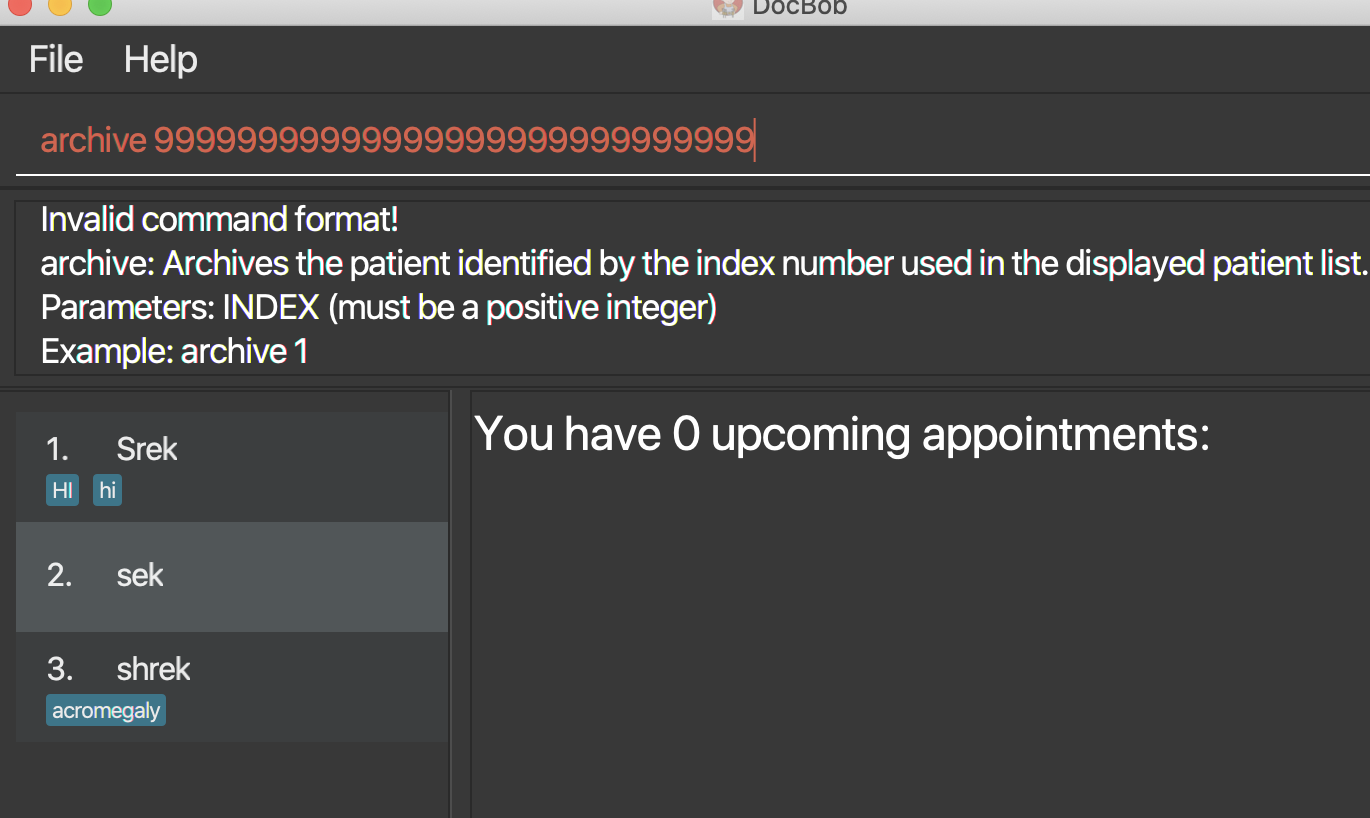 DocBob
File Help
archive 99999999999999999999999999999
Invalid command format!
archive: Archives the patient identified by the index number used in the displayed patient list.
Parameters: INDEX (must be a positive integer)
Example: archive 1
1. Srek
HI hi
2. sek
3. shrek
acromegaly
You have 0 upcoming appointments: